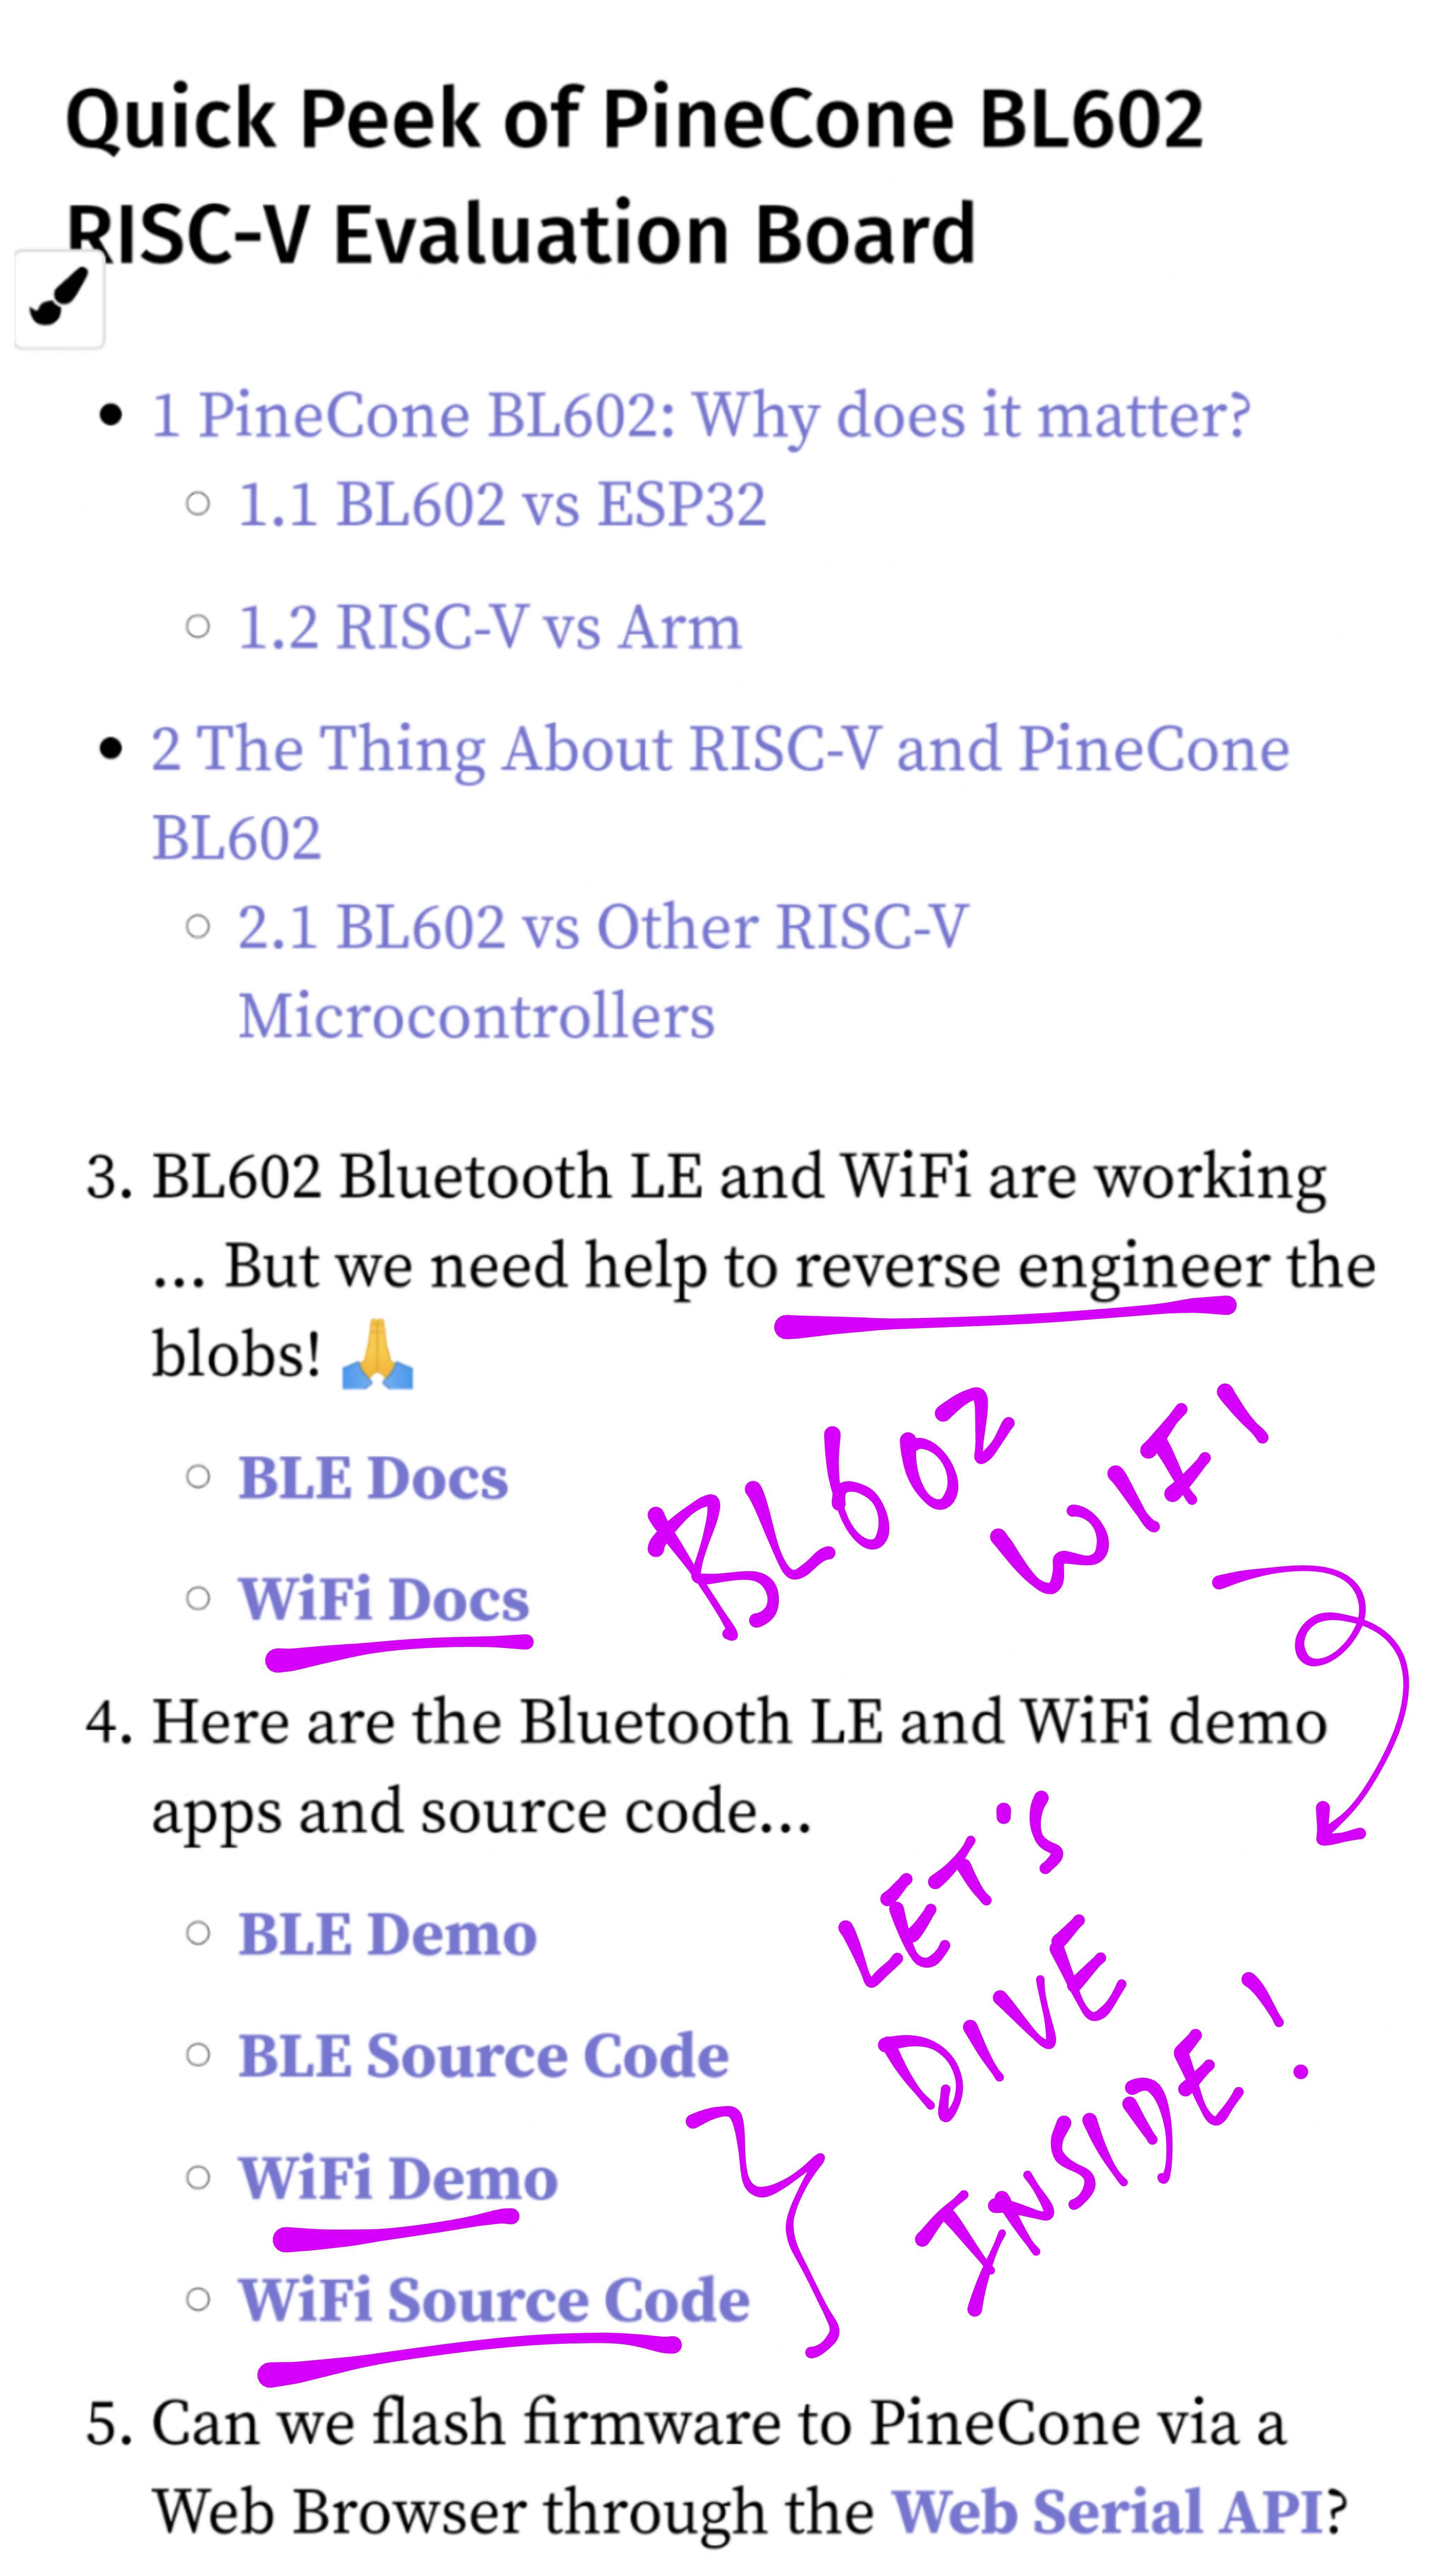 Quick Peek of PineCone BL602
RISC-V Evaluation Board
1 PineCone BL602: Why does it matter?
1.1 BL602 vs ESP32
1.2 RISC-V vs Arm
2 The Thing About RISC-V and PineCone
BL602
2.1 BL602 vs Other RISC-V
Microcontrollers
3. BL602 Bluetooth LE and WiFi are working
... But we need help to reverse engineer the
blobs! 🙏
BLE Docs
WiFi Docs
BL602
WIFI
4. Here are the Bluetooth LE and WiFi demo
apps and source code...
BLE Demo
BLE Source Code
WiFi Demo
WiFi Source Code
LET'S
DIVE
INSIDE!
5. Can we flash firmware to PineCone via a
Web Browser through the Web Serial API?